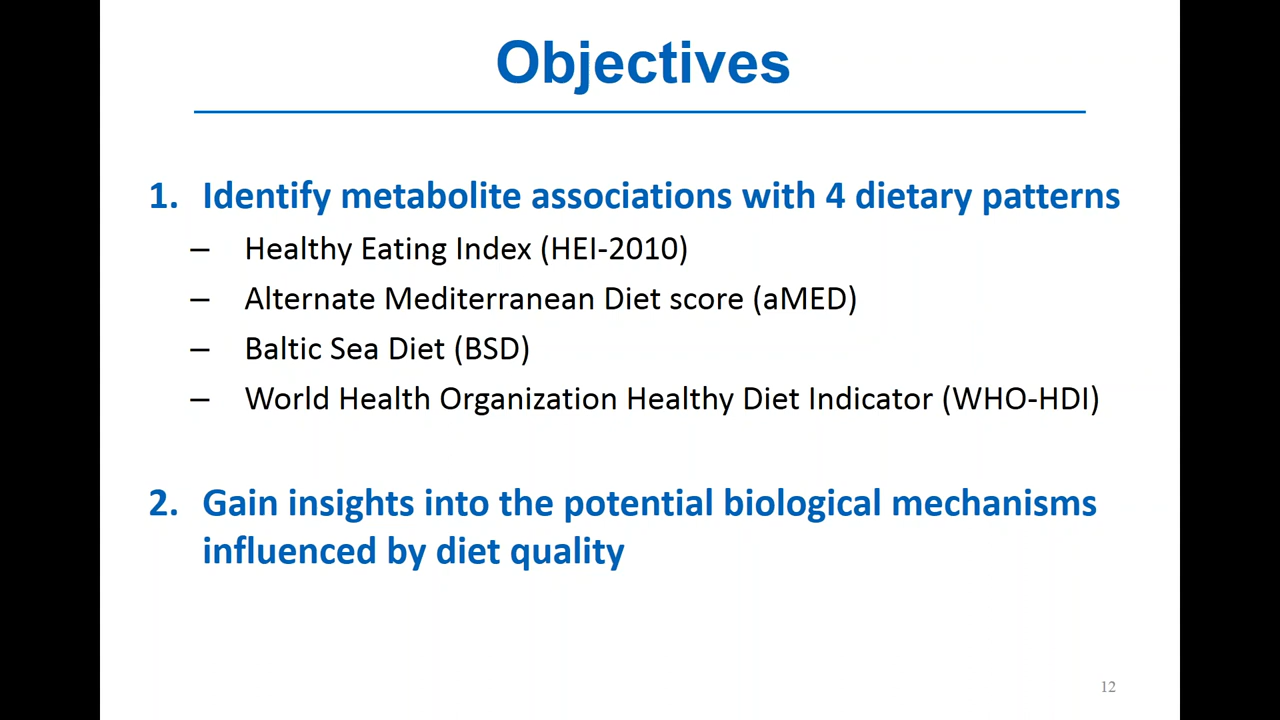 Objectives
1. Identify metabolite associations with 4 dietary patterns
– Healthy Eating Index (HEI-2010)
– Alternate Mediterranean Diet score (aMED)
– Baltic Sea Diet (BSD)
– World Health Organization Healthy Diet Indicator (WHO-HDI)
2. Gain insights into the potential biological mechanisms
influenced by diet quality
12